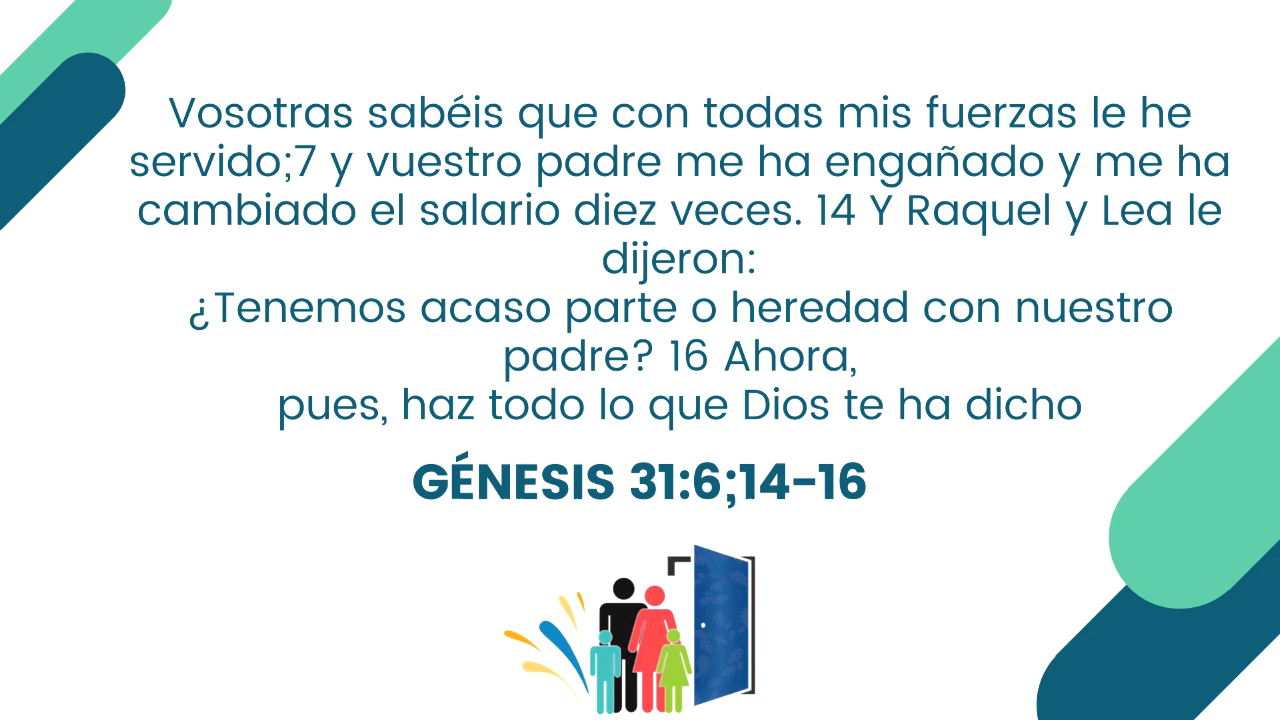 Vosotras sabéis que con todas mis fuerzas le he
servido;7 y vuestro padre me ha engañado y me ha
cambiado el salario diez veces. 14 Y Raquel y Lea le
dijeron:
¿Tenemos acaso parte o heredad con nuestro
padre? 16 Ahora,
pues, haz todo lo que Dios te ha dicho
GÉNESIS 31:6;14-16